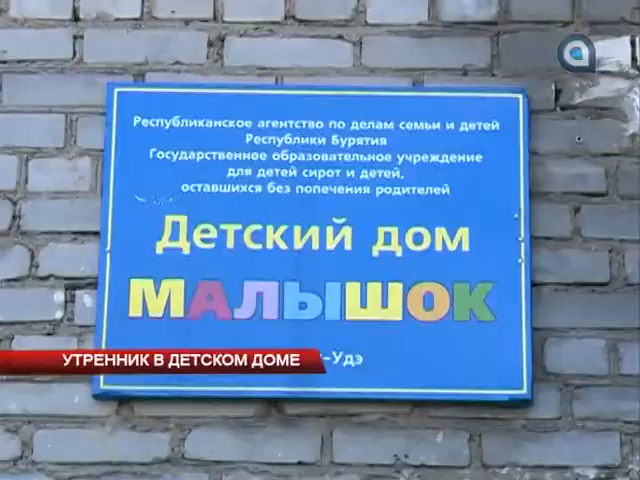 Республиканское агентство по делам семьи и детей
Республики Бурятия
Государственное образовательное учреждение
для детей сирот и детей,
оставшихся без попечения родителей
Детский дом
МАЛЫШОК
-Удэ
УТРЕННИК В ДЕТСКОМ ДОМЕ